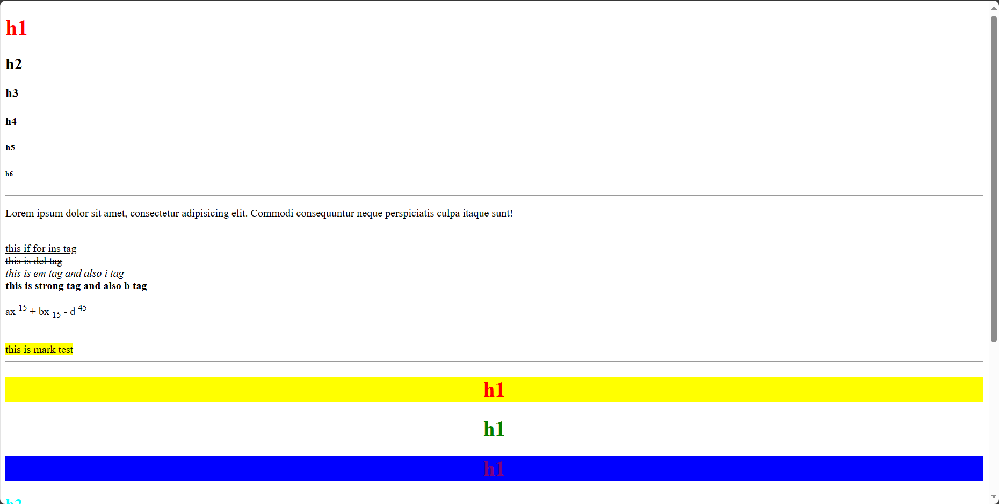 h1
h2
h3
h4
h5
h6
Lorem ipsum dolor sit amet, consectetur adipisicing elit. Commodi consequuntur neque perspiciatis culpa itaque sunt!
this if for ins tag
this is del tag
this is em tag and also i tag
this is strong tag and also b tag
ax 15 + bx 15 - d 45
this is mark test
h1
h1
h1